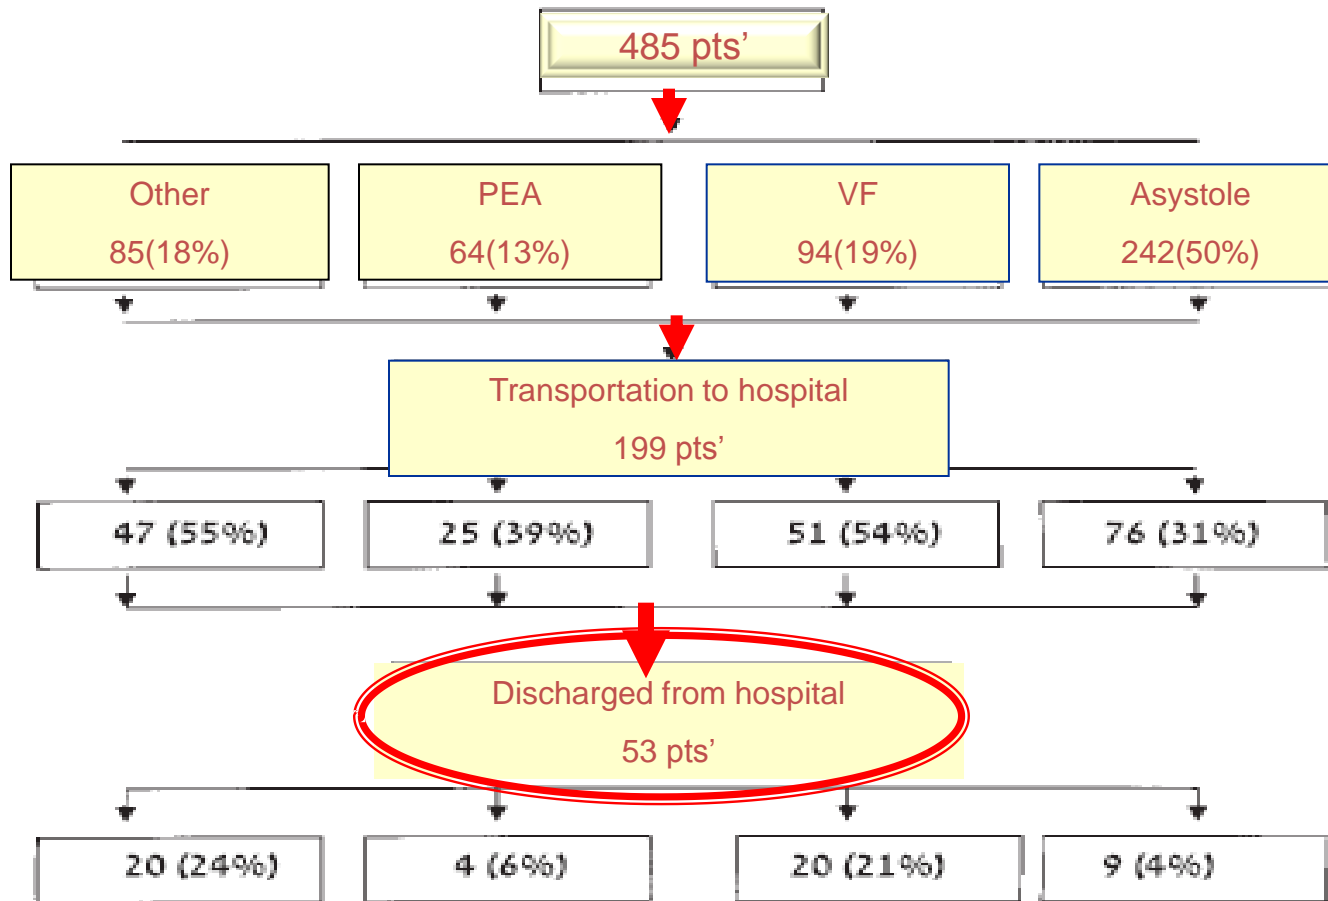 485 pts’
Other
85(18%)
PEA
64(13%)
VF
94(19%)
Asystole
242(50%)
Transportation to hospital
199 pts’
47 (55%)
25 (39%)
51 (54%)
76 (31%)
Discharged from hospital
53 pts’
20 (24%)
4 (6%)
20 (21%)
9 (4%)